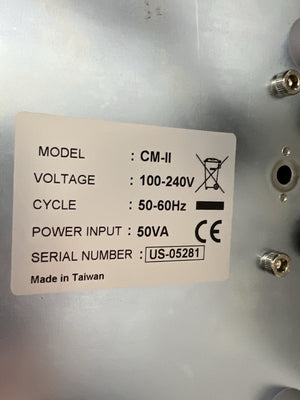 MODEL : CM-II
VOLTAGE : 100-240V
CYCLE : 50-60Hz
POWER INPUT : 50VA
CE
SERIAL NUMBER : US-05281
Made in Taiwan